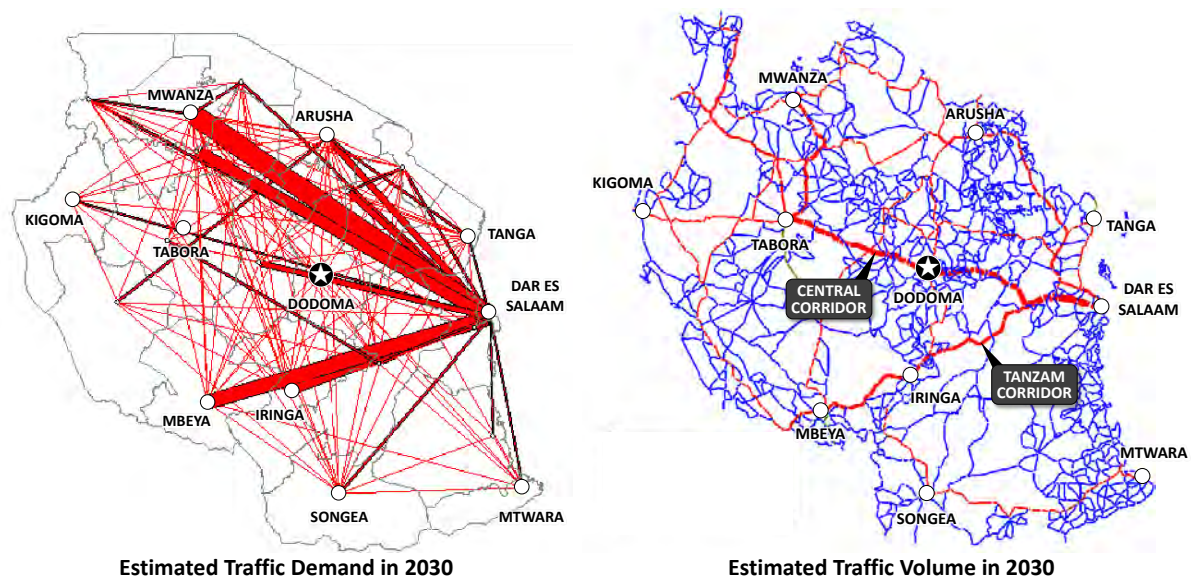 MWANZA
ARUSHA
KIGOMA
TABORA
TANGA
DODOMA
DAR ES
SALAAM
MBEYA
IRINGA
SONGEA
MTWARA
Estimated Traffic Demand in 2030
MWANZA
ARUSHA
KIGOMA
TABORA
TANGA
CENTRAL
CORRIDOR
DODOMA
DAR ES
SALAAM
TANZAM
CORRIDOR
IRINGA
MBEYA
MTWARA
SONGEA
Estimated Traffic Volume in 2030